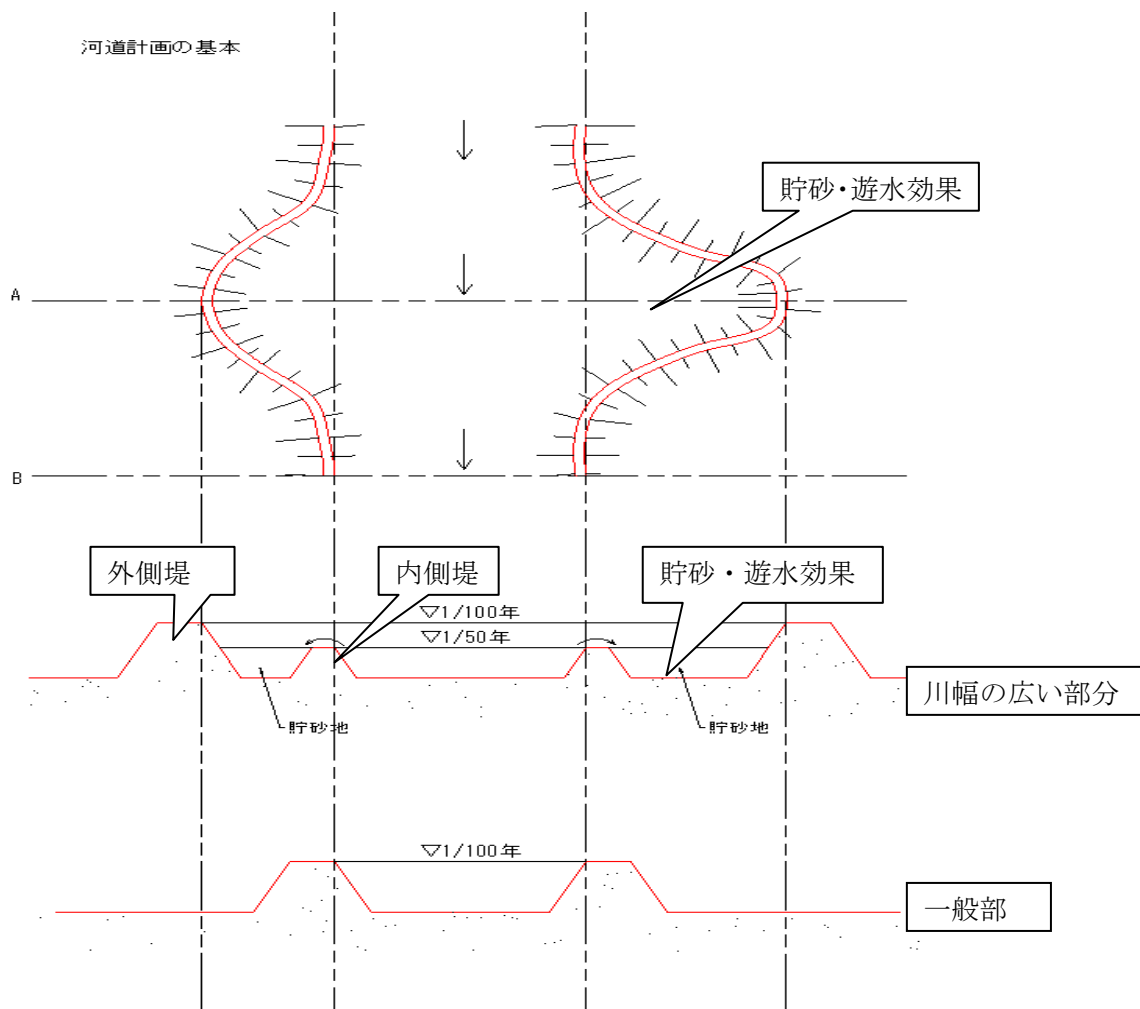 河道計画の基本
貯砂・遊水効果
A
B
外側堤
内側堤
貯砂・遊水効果
▽1/100年
▽1/50年
川幅の広い部分
貯砂地
貯砂地
▽1/100年
一般部